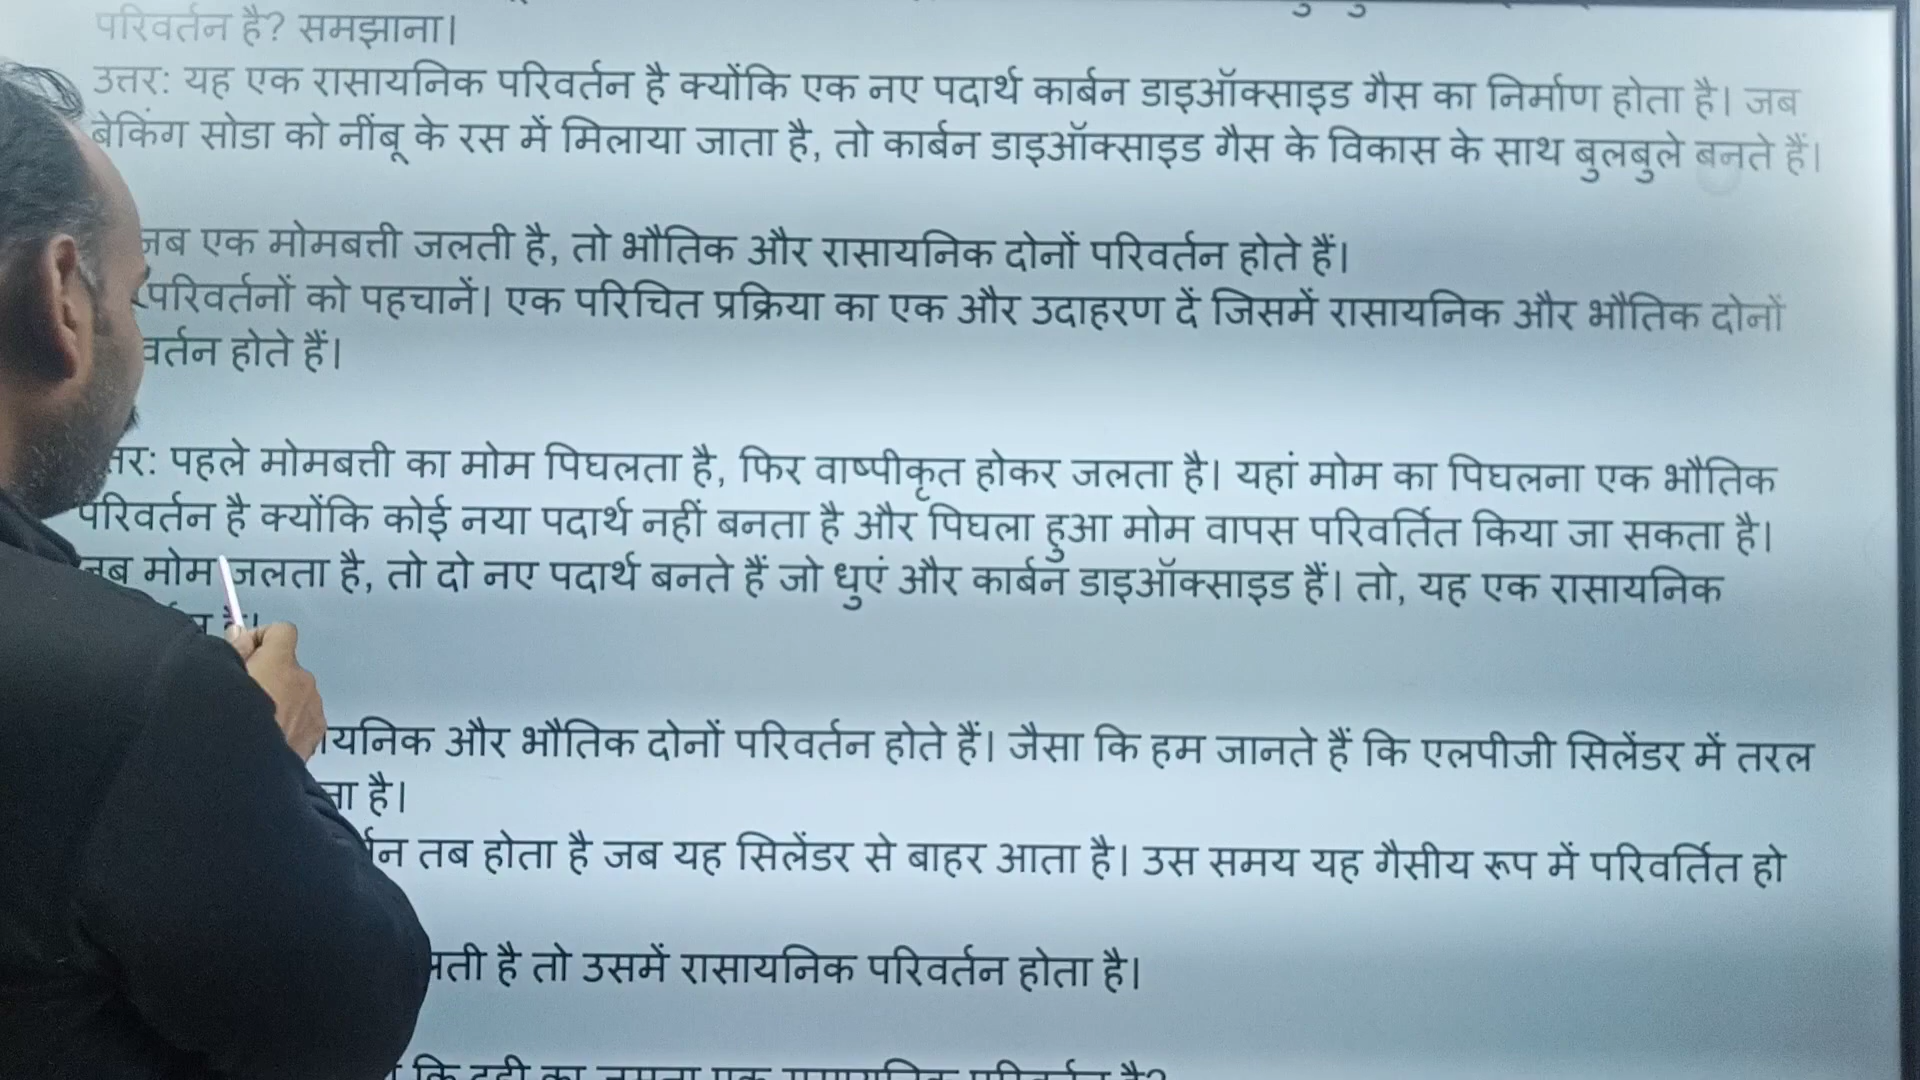 परिवर्तन है? समझाना।
उत्तर: यह एक रासायनिक परिवर्तन है क्योंकि एक नए पदार्थ कार्बन डाइऑक्साइड गैस का निर्माण होता है। जब
बेकिंग सोडा को नींबू के रस में मिलाया जाता है, तो कार्बन डाइऑक्साइड गैस के विकास के साथ बुलबुले बनते हैं।
जब एक मोमबत्ती जलती है, तो भौतिक और रासायनिक दोनों परिवर्तन होते हैं।
परिवर्तनों को पहचानें। एक परिचित प्रक्रिया का एक और उदाहरण दें जिसमें रासायनिक और भौतिक दोनों
वर्तन होते हैं।
तर: पहले मोमबत्ती का मोम पिघलता है, फिर वाष्पीकृत होकर जलता है। यहां मोम का पिघलना एक भौतिक
परिवर्तन है क्योंकि कोई नया पदार्थ नहीं बनता है और पिघला हुआ मोम वापस परिवर्तित किया जा सकता है।
जब मोम जलता है, तो दो नए पदार्थ बनते हैं जो धुएं और कार्बन डाइऑक्साइड हैं। तो, यह एक रासायनिक
और भौतिक दोनों परिवर्तन होते हैं। जैसा कि हम जानते हैं कि एलपीजी सिलेंडर में तरल
है।
तब होता है जब यह सिलेंडर से बाहर आता है। उस समय यह गैसीय रूप में परिवर्तित हो
है तो उसमें रासायनिक परिवर्तन होता है।